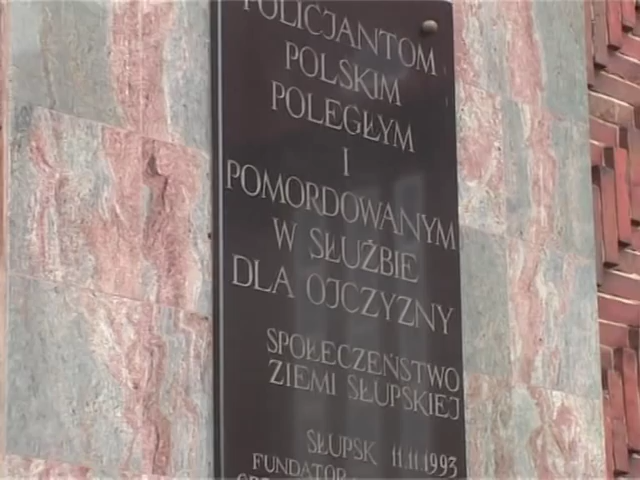 POLICJANTOM
POLSKIM
POLEGŁYM
I
POMORDOWANYM
W SŁUŻBIE
DLA OJCZYZNY
SPOŁECZEŃSTWO
ZIEMI SŁUPSKIEJ
SŁUPSK 11.11.1993
FUNDATOR